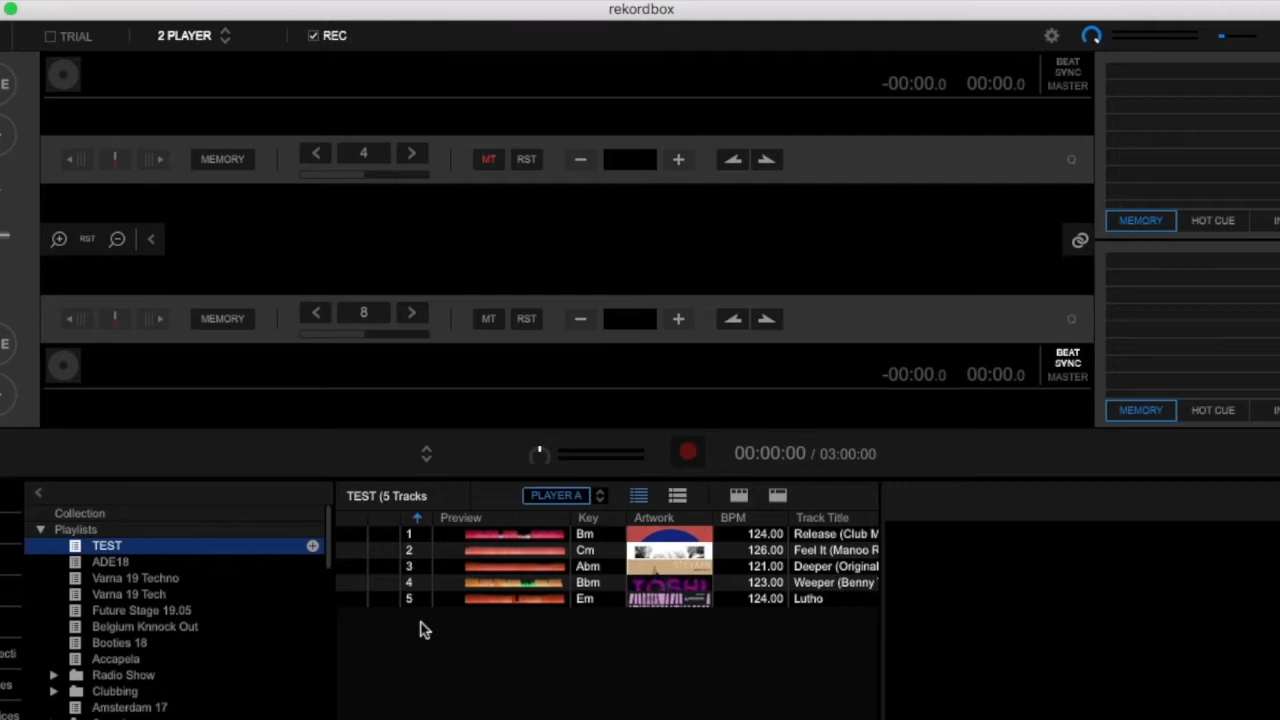 rekordbox
TRIAL 2 PLAYER REC
E -00:00.0 00:00.0 BEAT SYNC MASTER
MEMORY 4 MT RST Q
MEMORY HOT CUE
RST
MEMORY 8 MT RST Q
E -00:00.0 00:00.0 BEAT SYNC MASTER
MEMORY HOT CUE
00:00:00 / 03:00:00
TEST (5 Tracks PLAYER A
Collection
Playlists
TEST
ADE18
Varna 19 Techno
Varna 19 Tech
Future Stage 19.05
Belgium Knnock Out
Booties 18
Accapela
Radio Show
Clubbing
Amsterdam 17
Preview Key Artwork BPM Track Title
1 Bm 124.00 Release (Club M
2 Cm 126.00 Feel It (Manoo R
3 Abm 121.00 Deeper (Original
4 Bbm 123.00 Weeper (Benny
5 Em 124.00 Lutho